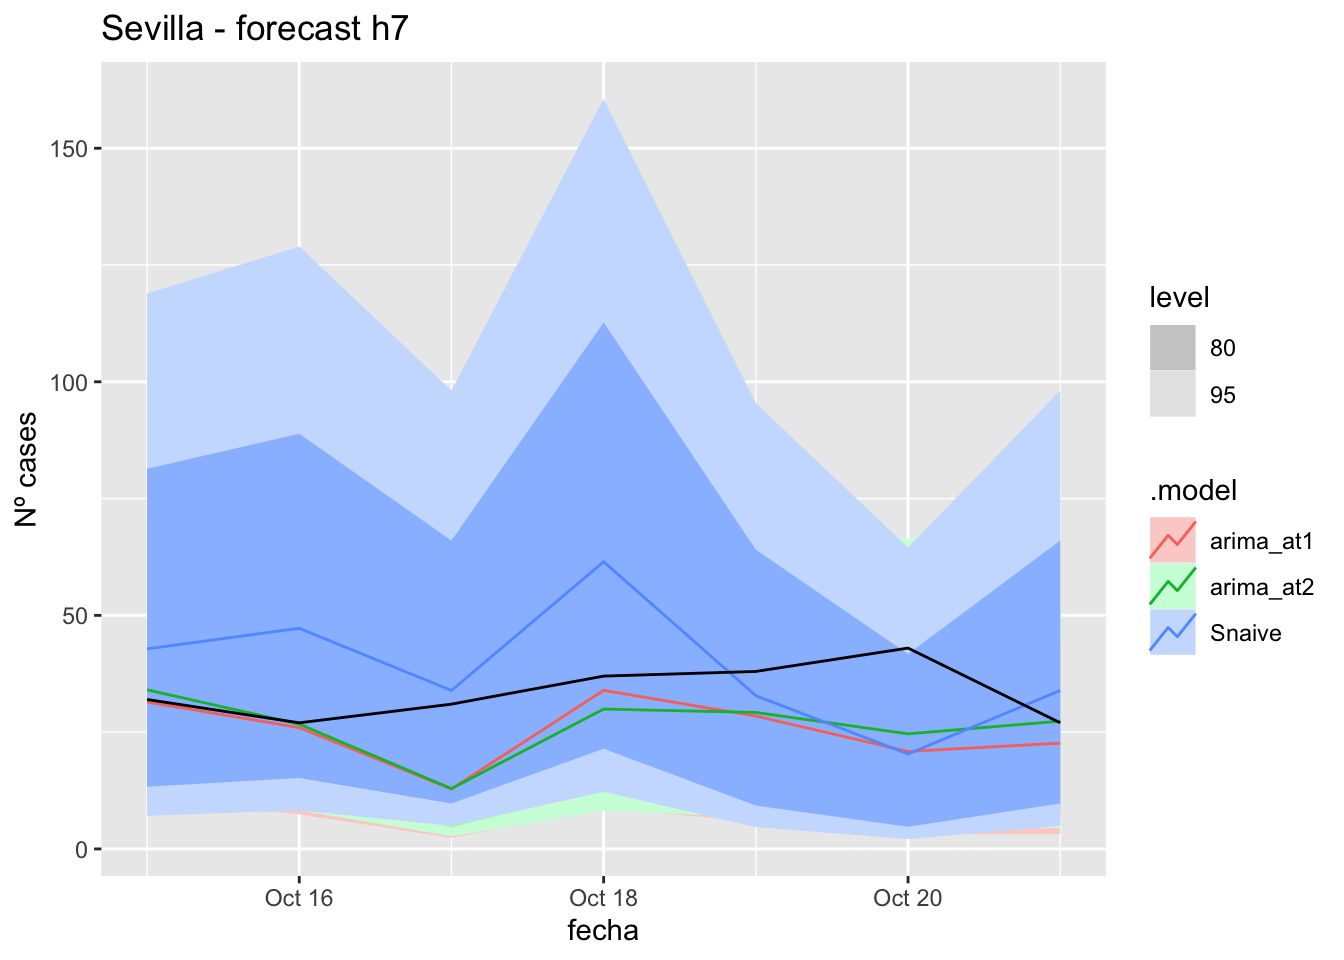 Sevilla - forecast h7
150
100
50
0
Nº cases
Oct 16
Oct 18
Oct 20
fecha
level
80
95
.model
arima_at1
arima_at2
Snaive